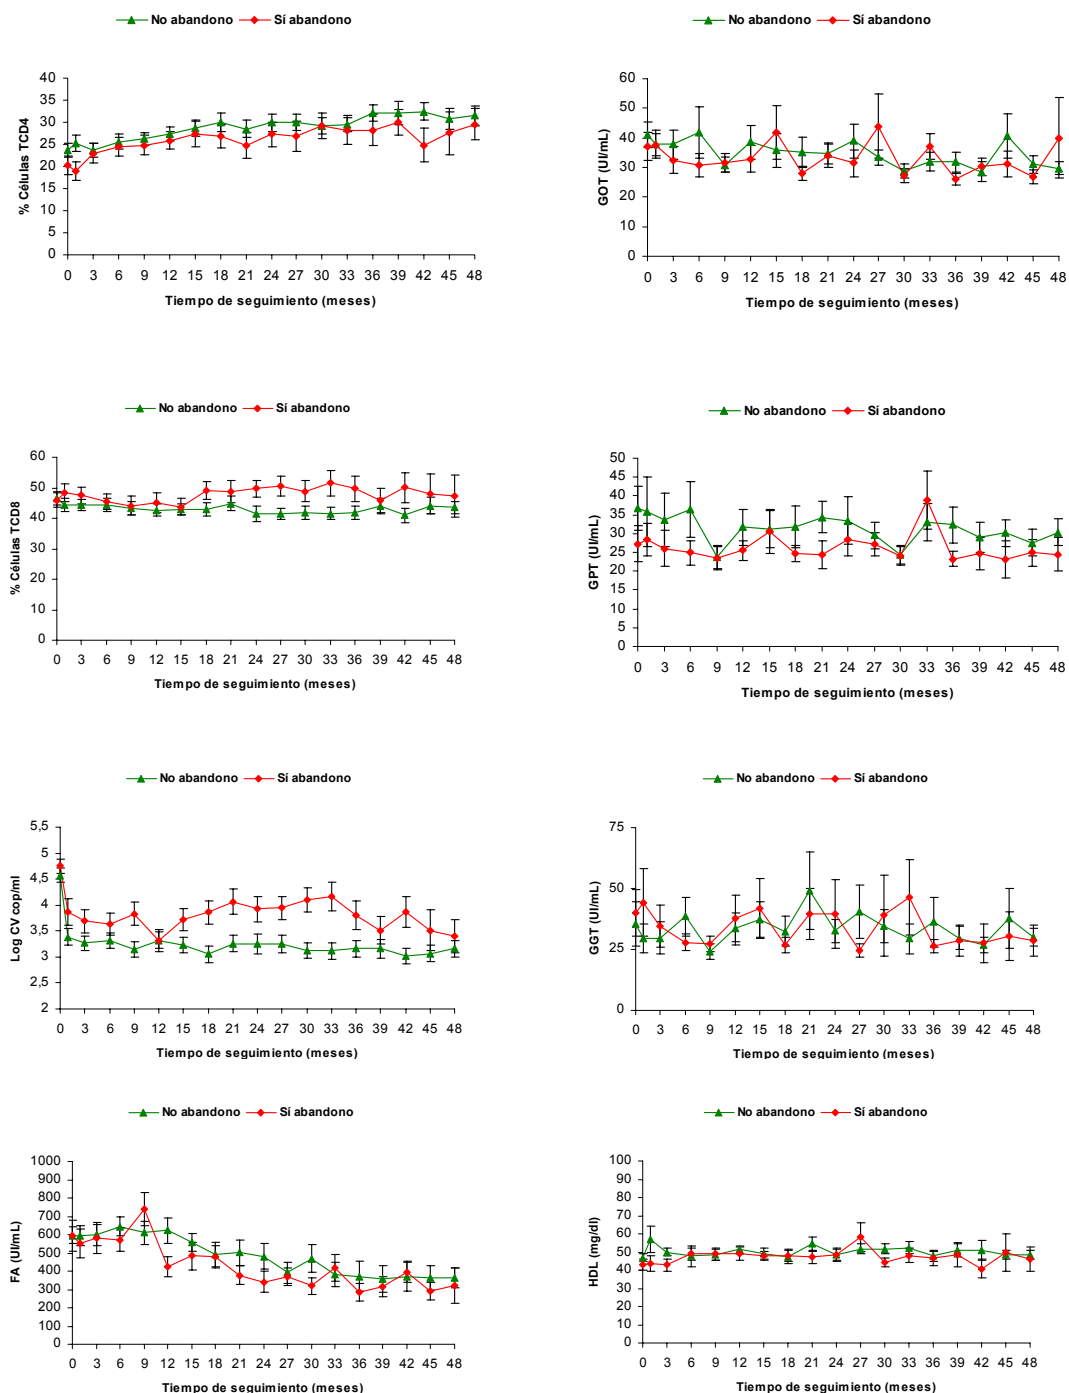 No abandono Sí abandono
% Células TCD4
40
35
30
25
20
15
10
5
0
0 3 6 9 12 15 18 21 24 27 30 33 36 39 42 45 48
Tiempo de seguimiento (meses)
No abandono Sí abandono
GOT (UI/mL)
60
50
40
30
20
10
0
0 3 6 9 12 15 18 21 24 27 30 33 36 39 42 45 48
Tiempo de seguimiento (meses)
No abandono Sí abandono
% Células TCD8
60
50
40
30
20
10
0
0 3 6 9 12 15 18 21 24 27 30 33 36 39 42 45 48
Tiempo de seguimiento (meses)
No abandono Sí abandono
GPT (UI/mL)
50
45
40
35
30
25
20
15
10
5
0
0 3 6 9 12 15 18 21 24 27 30 33 36 39 42 45 48
Tiempo de seguimiento (meses)
No abandono Sí abandono
Log CV cop/ml
5,5
5
4,5
4
3,5
3
2,5
2
0 3 6 9 12 15 18 21 24 27 30 33 36 39 42 45 48
Tiempo de seguimiento (meses)
No abandono Sí abandono
GGT (UI/mL)
75
50
25
0
0 3 6 9 12 15 18 21 24 27 30 33 36 39 42 45 48
Tiempo de seguimiento (meses)
No abandono Sí abandono
FA (UI/mL)
1000
900
800
700
600
500
400
300
200
100
0
0 3 6 9 12 15 18 21 24 27 30 33 36 39 42 45 48
Tiempo de seguimiento (meses)
No abandono Sí abandono
HDL (mg/dl)
100
90
80
70
60
50
40
30
20
10
0
0 3 6 9 12 15 18 21 24 27 30 33 36 39 42 45 48
Tiempo de seguimiento (meses)